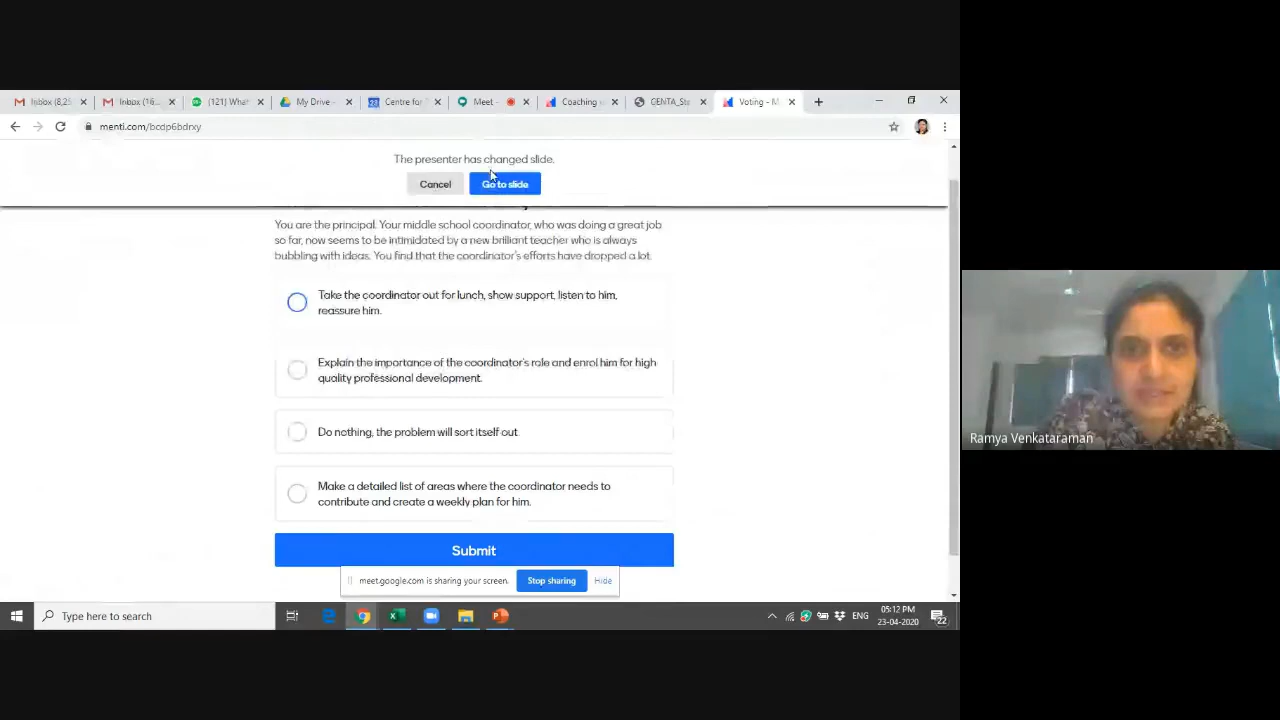 Inbox (8,25
Inbox (16
(121) What
My Drive -
Centre for
Meet -
Coaching
GENTA_Sta
Voting - M
menti.com/bcdp6bdrxy
The presenter has changed slide.
Cancel
Go to slide
You are the principal. Your middle school coordinator, who was doing a great job
so far, now seems to be intimidated by a new brilliant teacher who is always
bubbling with ideas. You find that the coordinator's efforts have dropped a lot.
Take the coordinator out for lunch, show support, listen to him,
reassure him.
Explain the importance of the coordinator's role and enrol him for high
quality professional development.
Do nothing, the problem will sort itself out.
Make a detailed list of areas where the coordinator needs to
contribute and create a weekly plan for him.
Submit
meet.google.com is sharing your screen.
Stop sharing
Hide
Type here to search
ENG
05:12 PM
23-04-2020
22
Ramya Venkataraman